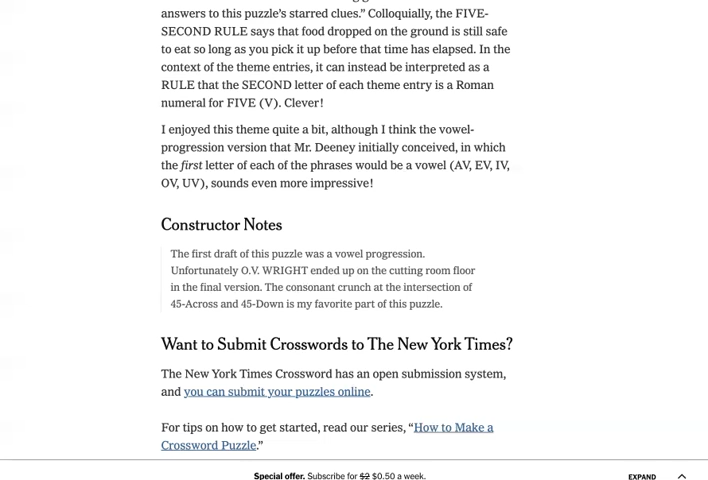 answers to this puzzle's starred clues.” Colloquially, the FIVE-
SECOND RULE says that food dropped on the ground is still safe
to eat so long as you pick it up before that time has elapsed. In the
context of the theme entries, it can instead be interpreted as a
RULE that the SECOND letter of each theme entry is a Roman
numeral for FIVE (V). Clever!
I enjoyed this theme quite a bit, although I think the vowel-
progression version that Mr. Deeney initially conceived, in which
the first letter of each of the phrases would be a vowel (AV, EV, IV,
OV, UV), sounds even more impressive!
Constructor Notes
The first draft of this puzzle was a vowel progression.
Unfortunately O.V. WRIGHT ended up on the cutting room floor
in the final version. The consonant crunch at the intersection of
45-Across and 45-Down is my favorite part of this puzzle.
Want to Submit Crosswords to The New York Times?
The New York Times Crossword has an open submission system,
and you can submit your puzzles online.
For tips on how to get started, read our series, “How to Make a
Crossword Puzzle.”
Special offer. Subscribe for $2 $0.50 a week.
EXPAND